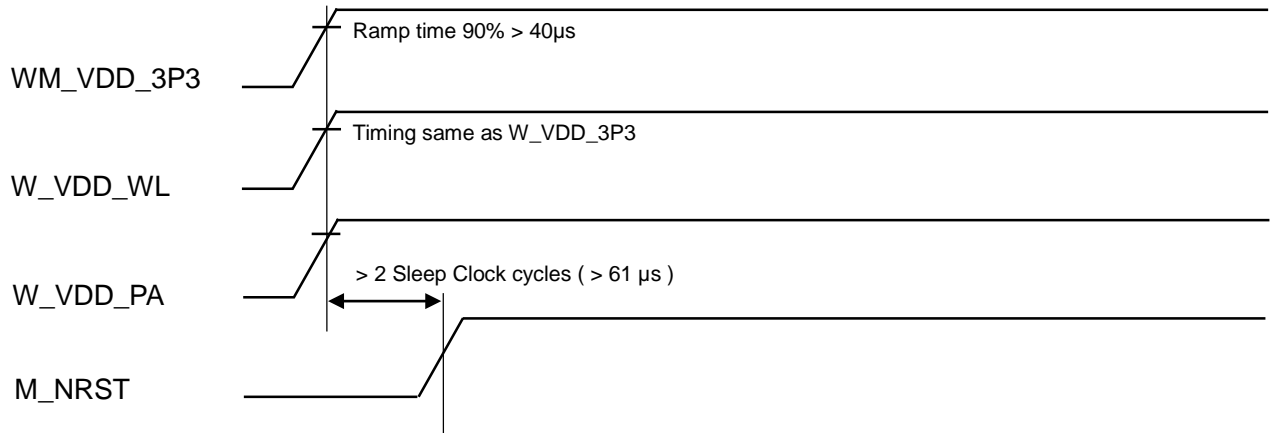 Ramp time 90% > 40µs
WM_VDD_3P3
Timing same as W_VDD_3P3
W_VDD_WL
> 2 Sleep Clock cycles ( > 61 µs )
W_VDD_PA
M_NRST